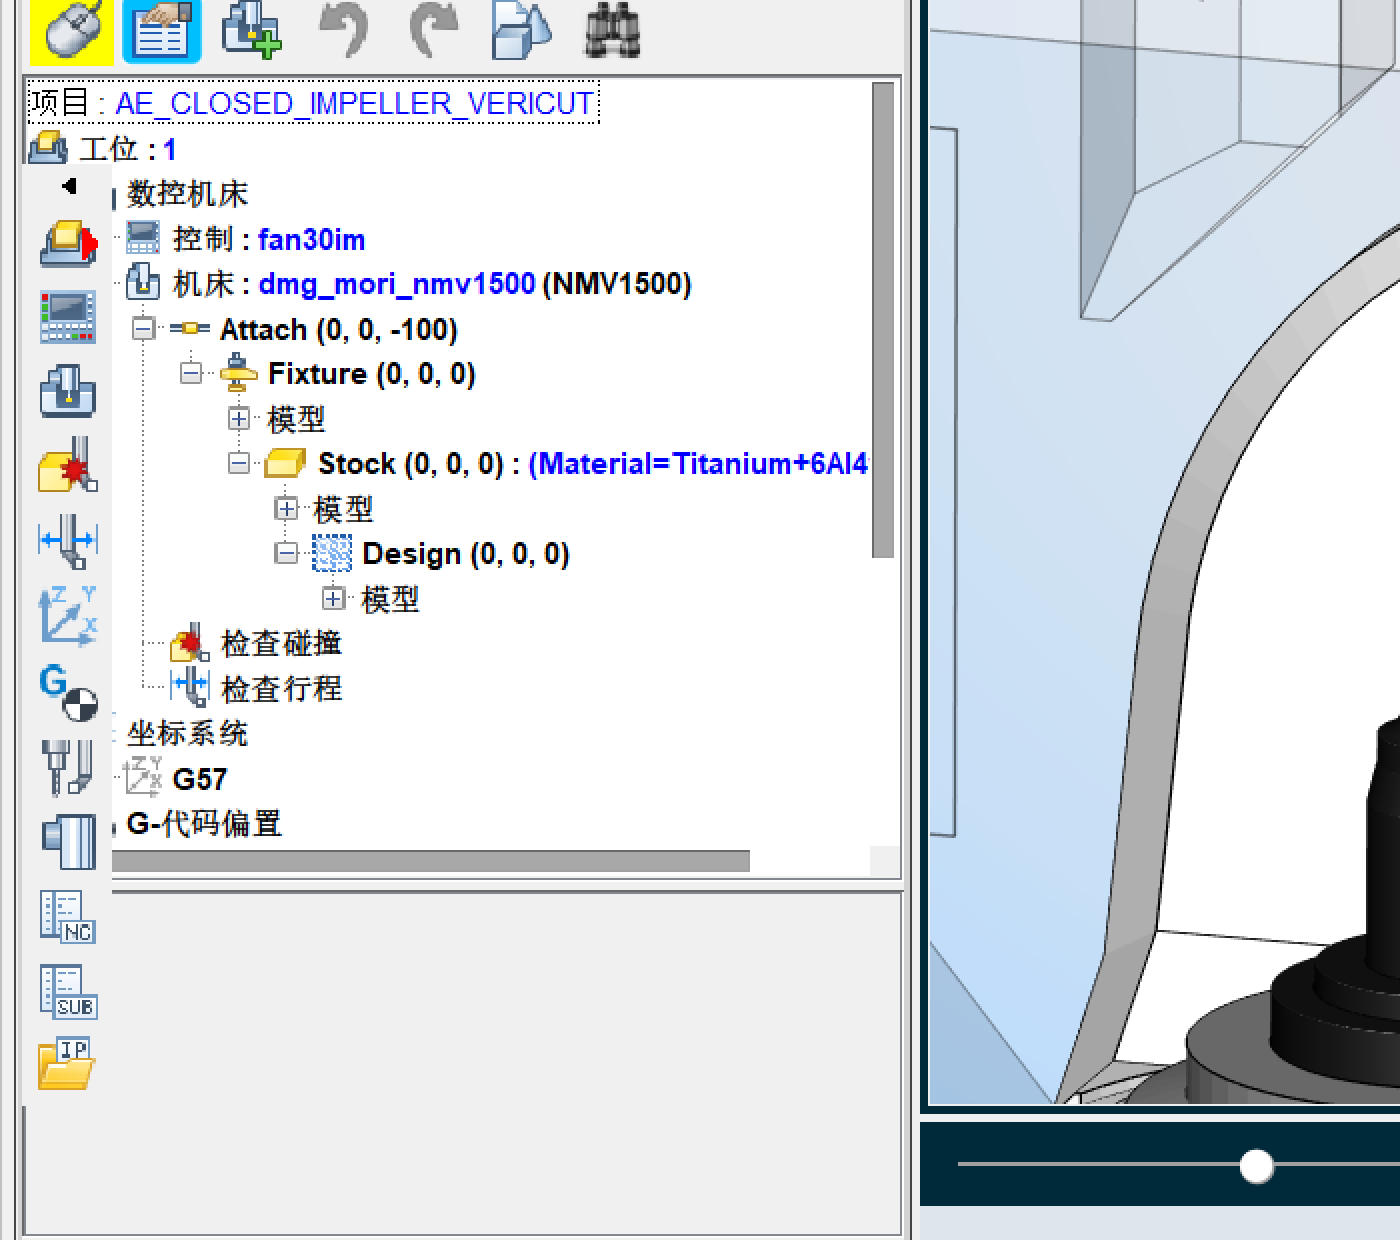 项目 : AE_CLOSED_IMPELLER_VERICUT
工位 : 1
数控机床
控制 : fan30im
机床 : dmg_mori_nmv1500 (NMV1500)
Attach (0, 0, -100)
Fixture (0, 0, 0)
模型
Stock (0, 0, 0) : (Material=Titanium+6Al4
模型
Design (0, 0, 0)
模型
检查碰撞
检查行程
Z Y
X
G
坐标系统
Z Y
X
G57
G-代码偏置
NC
SUB
IP